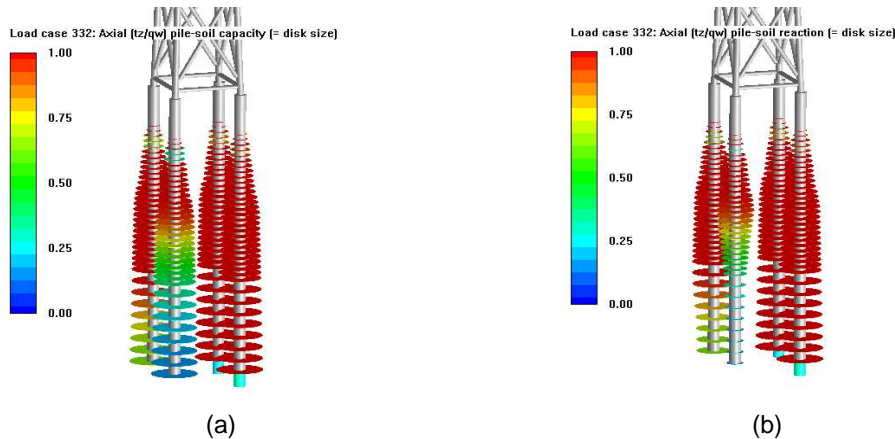 Load case 332: Axial (tz/qw) pile-soil capacity (= disk size)
1.00
0.75
0.50
0.25
0.00
(a)
Load case 332: Axial (tz/qw) pile-soil reaction (= disk size)
1.00
0.75
0.50
0.25
0.00
(b)